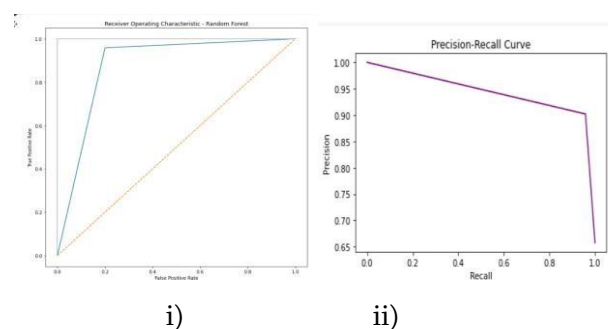 Receiver Operating Characteristic - Random Forest
1.0
0.8
0.6
0.4
0.2
0.0
True Positive Rate
0.0 0.2 0.4 0.6 0.8 1.0
False Positive Rate
i)
Precision-Recall Curve
1.00
0.95
0.90
0.85
0.80
0.75
0.70
0.65
Precision
0.0 0.2 0.4 0.6 0.8 1.0
Recall
ii)